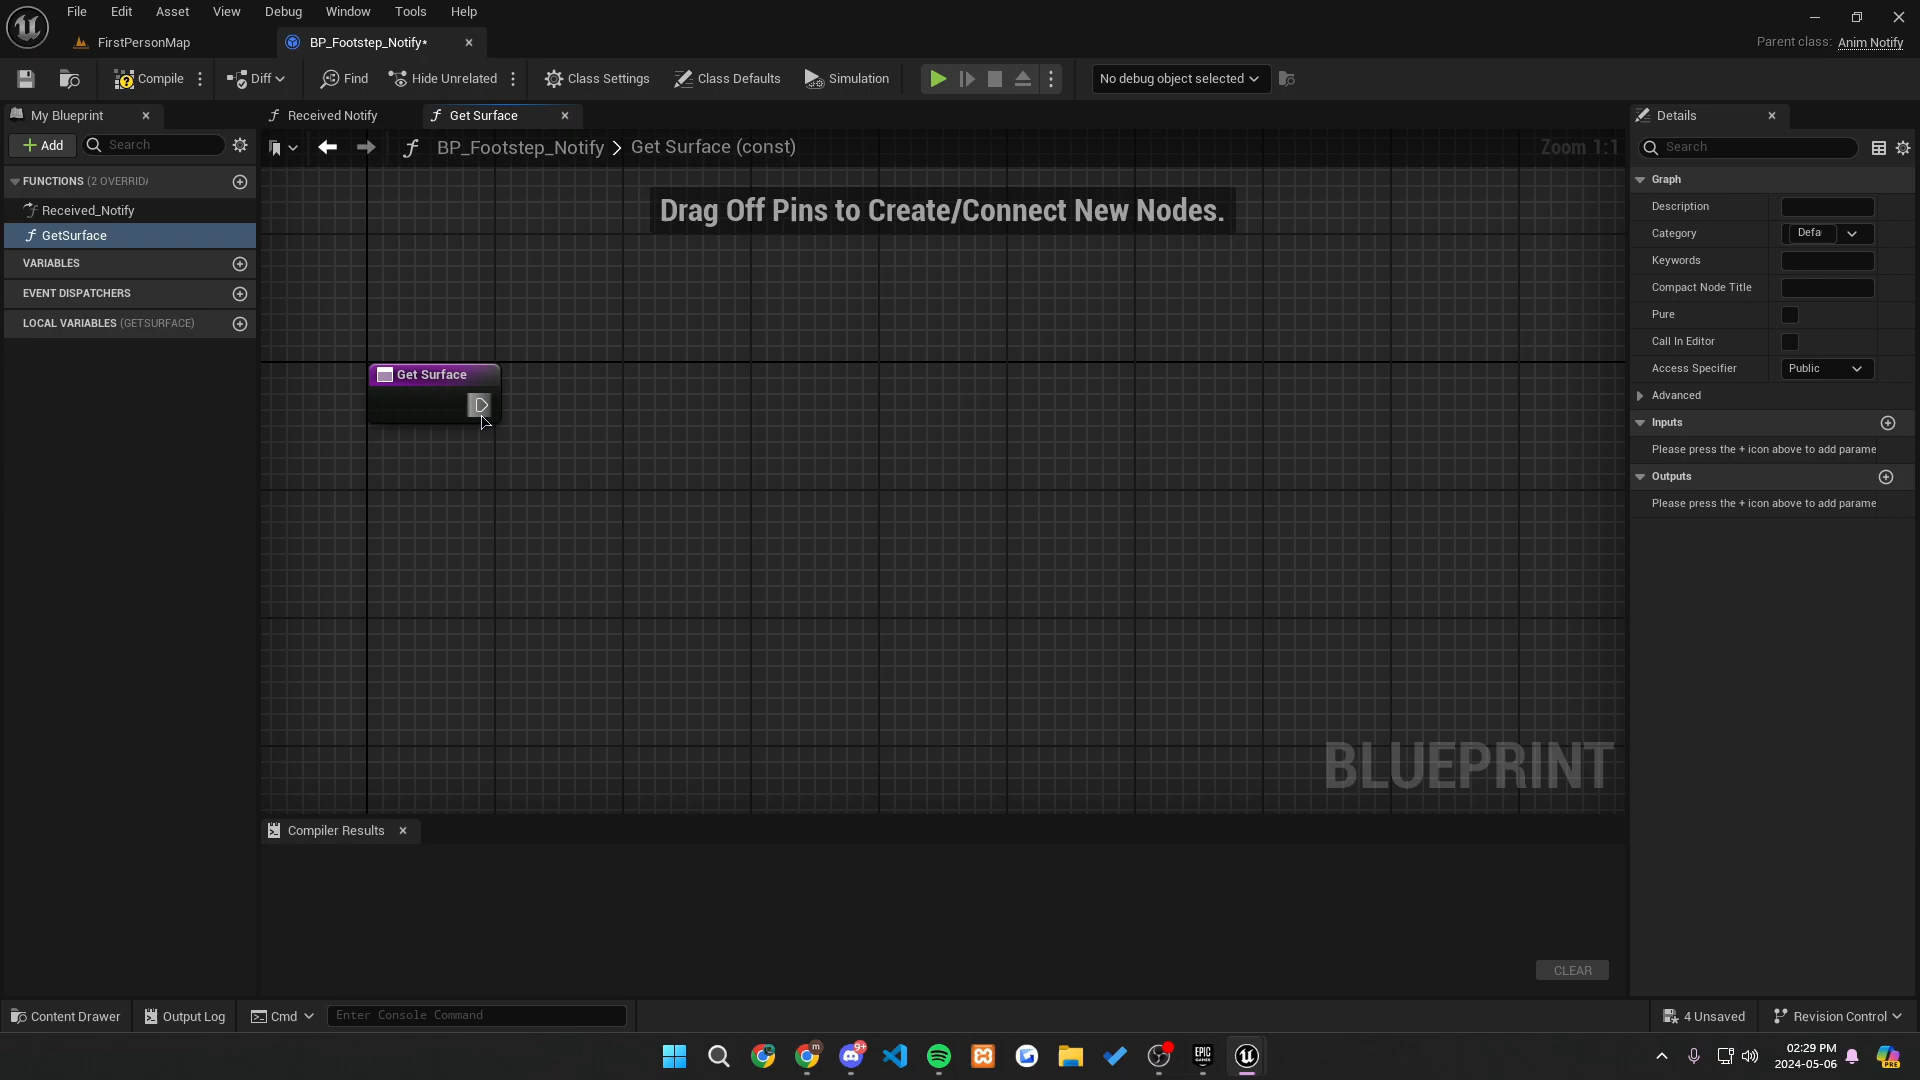 File Edit Asset View Debug Window Tools Help
FirstPersonMap
BP_Footstep_Notify*
Parent class: Anim Notify
Compile
Diff
Find
Hide Unrelated
Class Settings
Class Defaults
Simulation
No debug object selected
My Blueprint
Add
Search
FUNCTIONS (2 OVERRIDA
Received_Notify
GetSurface
VARIABLES
EVENT DISPATCHERS
LOCAL VARIABLES (GETSURFACE)
Received Notify
Get Surface
BP_Footstep_Notify > Get Surface (const)
Zoom 1:1
Drag Off Pins to Create/Connect New Nodes.
Get Surface
BLUEPRINT
Compiler Results
CLEAR
Details
Search
Graph
Description
Category
Defa
Keywords
Compact Node Title
Pure
Call In Editor
Access Specifier
Public
Advanced
Inputs
Please press the + icon above to add parame
Outputs
Please press the + icon above to add parame
Content Drawer
Output Log
Cmd
Enter Console Command
4 Unsaved
Revision Control
m
9+
EPIC
GAMES
02:29 PM
2024-05-06
PRE